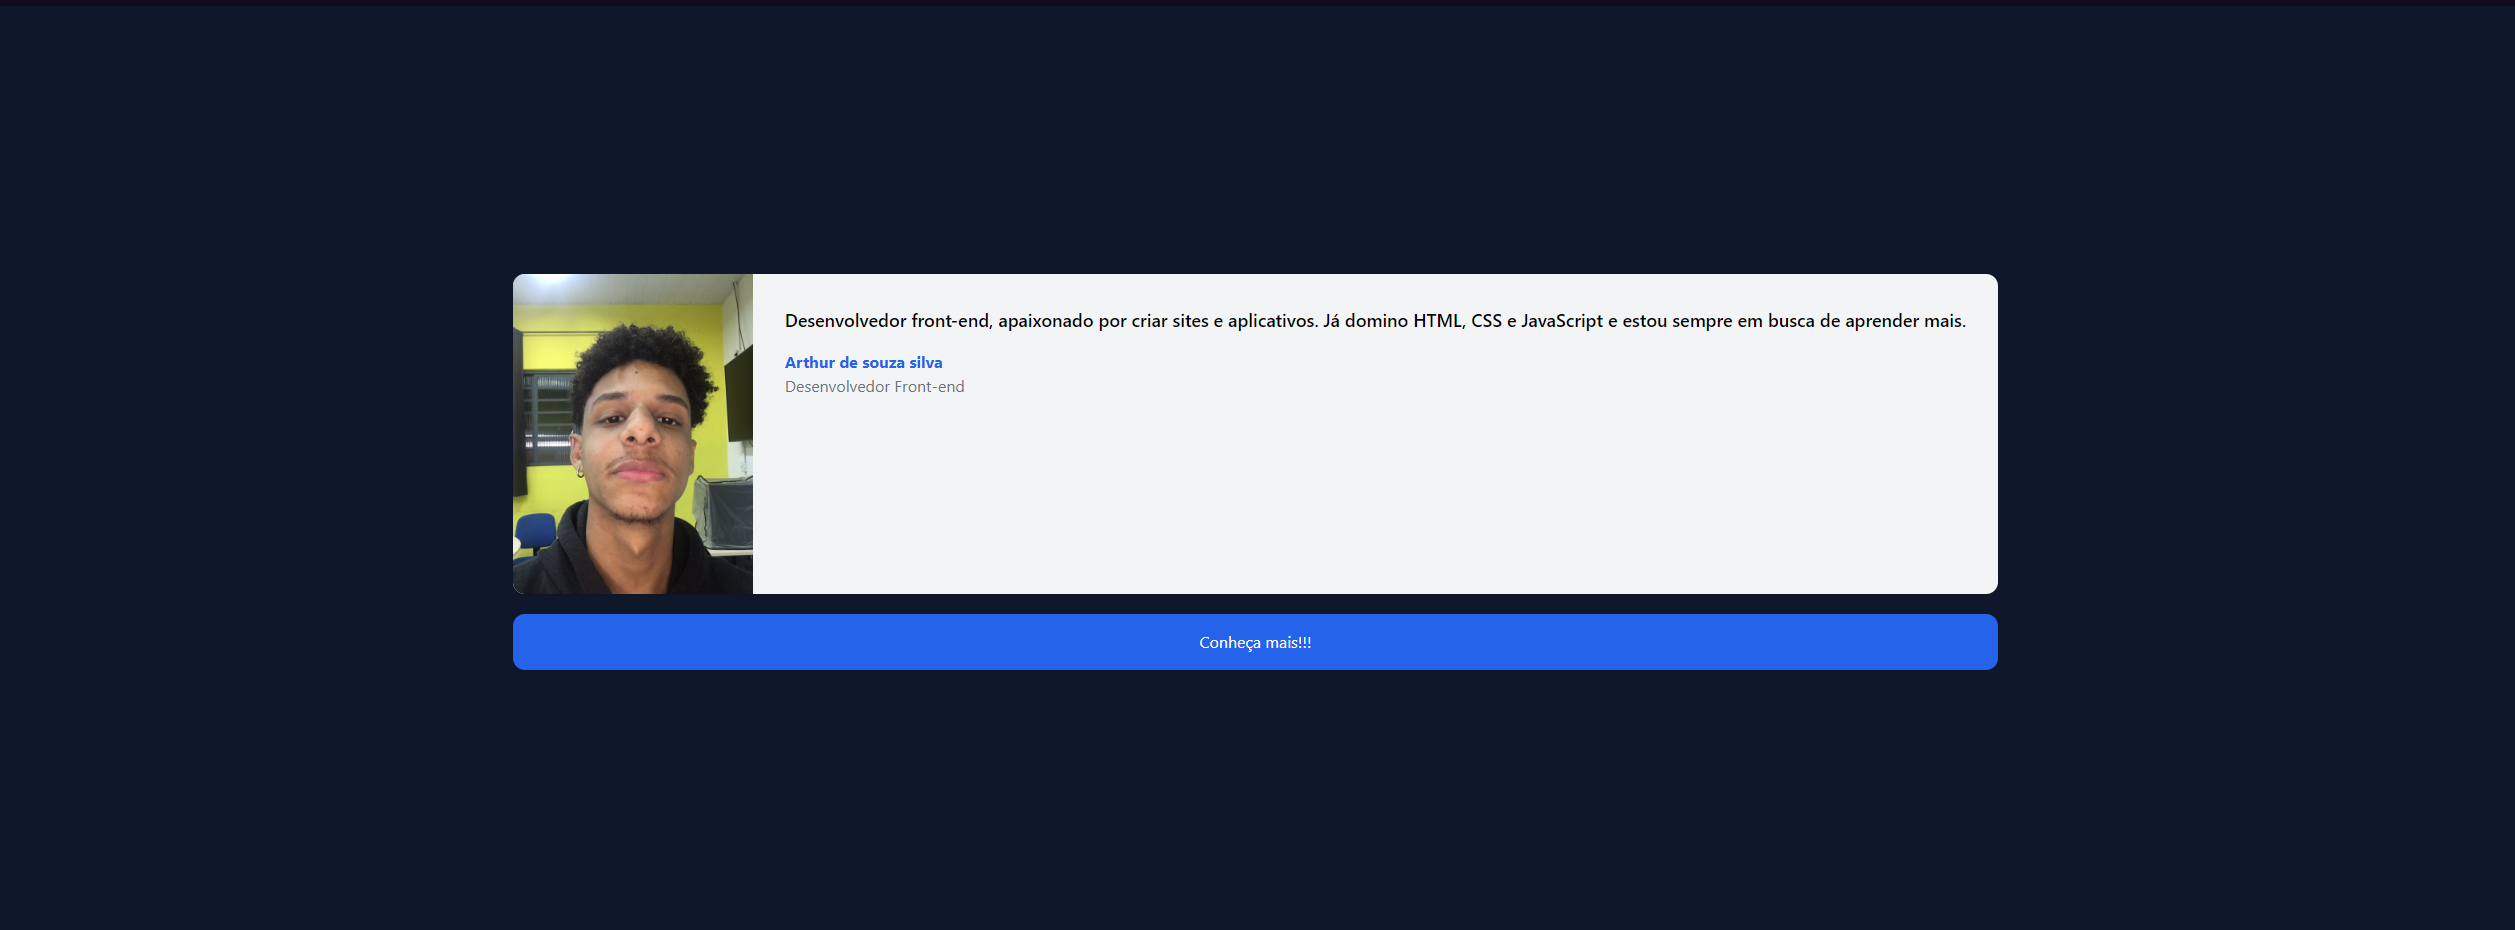 Desenvolvedor front-end, apaixonado por criar sites e aplicativos. Já domino HTML, CSS e JavaScript e estou sempre em busca de aprender mais.
Arthur de souza silva
Desenvolvedor Front-end
Conheça mais!!!